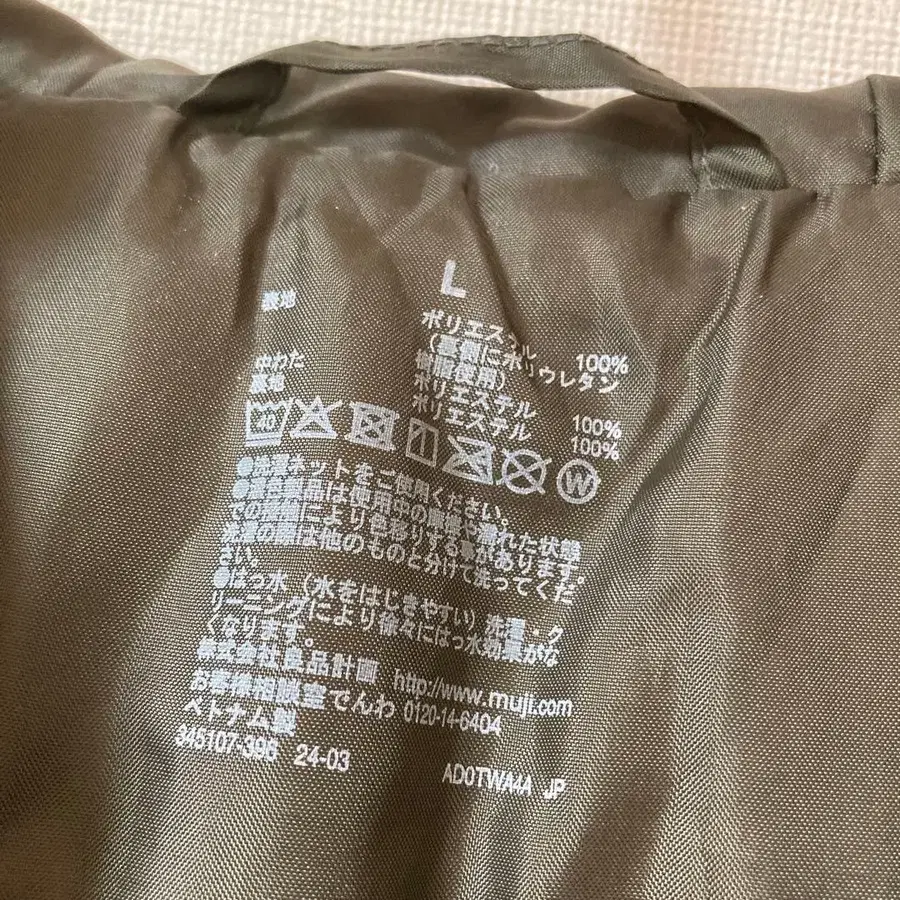 L
表地 ポリエステル 100%
(裏側にポリウレタン
樹脂使用)
中わた ポリエステル 100%
裏地 ポリエステル 100%
40 W
●洗濯ネットをご使用ください。
●濃色製品は使用中の摩擦や濡れた状態
での摩擦により色移りする事があります。
洗濯の際は他のものと分けて洗ってくだ
さい。
●はっ水(水をはじきやすい)洗濯・ク
リーニングにより徐々にはっ水効果がな
くなります。
株式会社良品計画 http://www.muji.com
お客様相談室でんわ 0120-14-6404
ベトナム製
345107-396 24-03 AD0TWA4A JP